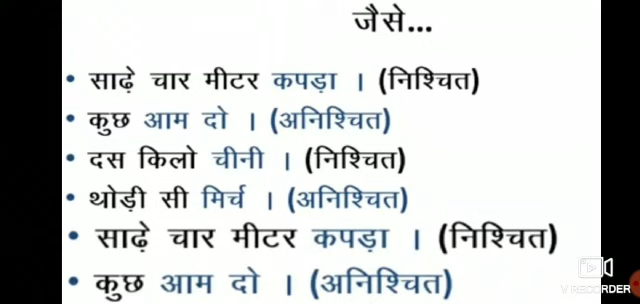 जैसे...
• साढ़े चार मीटर कपड़ा । (निश्चित)
• कुछ आम दो । (अनिश्चित)
• दस किलो चीनी । (निश्चित)
• थोड़ी सी मिर्च । (अनिश्चित)
• साढ़े चार मीटर कपड़ा । (निश्चित)
• कुछ आम दो । (अनिश्चित)
V RECORDER